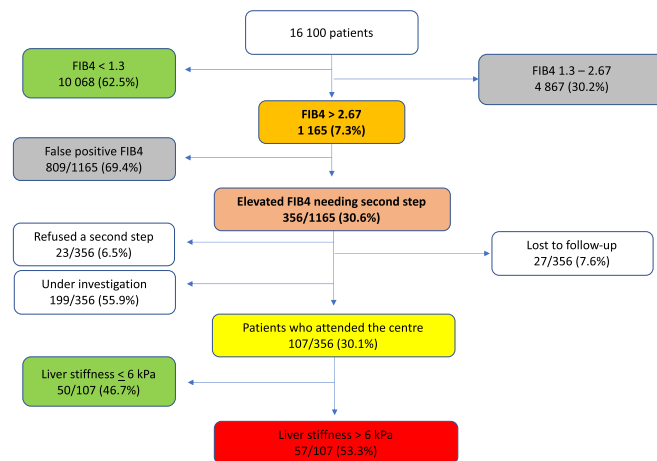 16 100 patients
FIB4 < 1.3
10 068 (62.5%)
FIB4 1.3 – 2.67
4 867 (30.2%)
FIB4 > 2.67
1 165 (7.3%)
False positive FIB4
809/1165 (69.4%)
Elevated FIB4 needing second step
356/1165 (30.6%)
Refused a second step
23/356 (6.5%)
Lost to follow-up
27/356 (7.6%)
Under investigation
199/356 (55.9%)
Patients who attended the centre
107/356 (30.1%)
Liver stiffness ≤ 6 kPa
50/107 (46.7%)
Liver stiffness > 6 kPa
57/107 (53.3%)